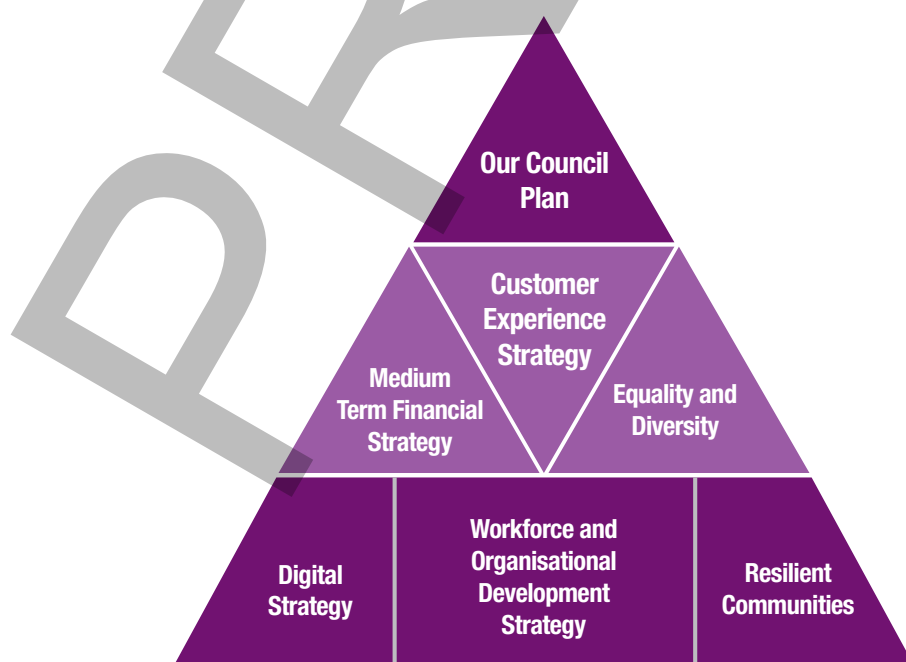 Our Council
Plan
Customer
Experience
Strategy
Medium
Term Financial
Strategy
Equality and
Diversity
Digital
Strategy
Workforce and
Organisational
Development
Strategy
Resilient
Communities